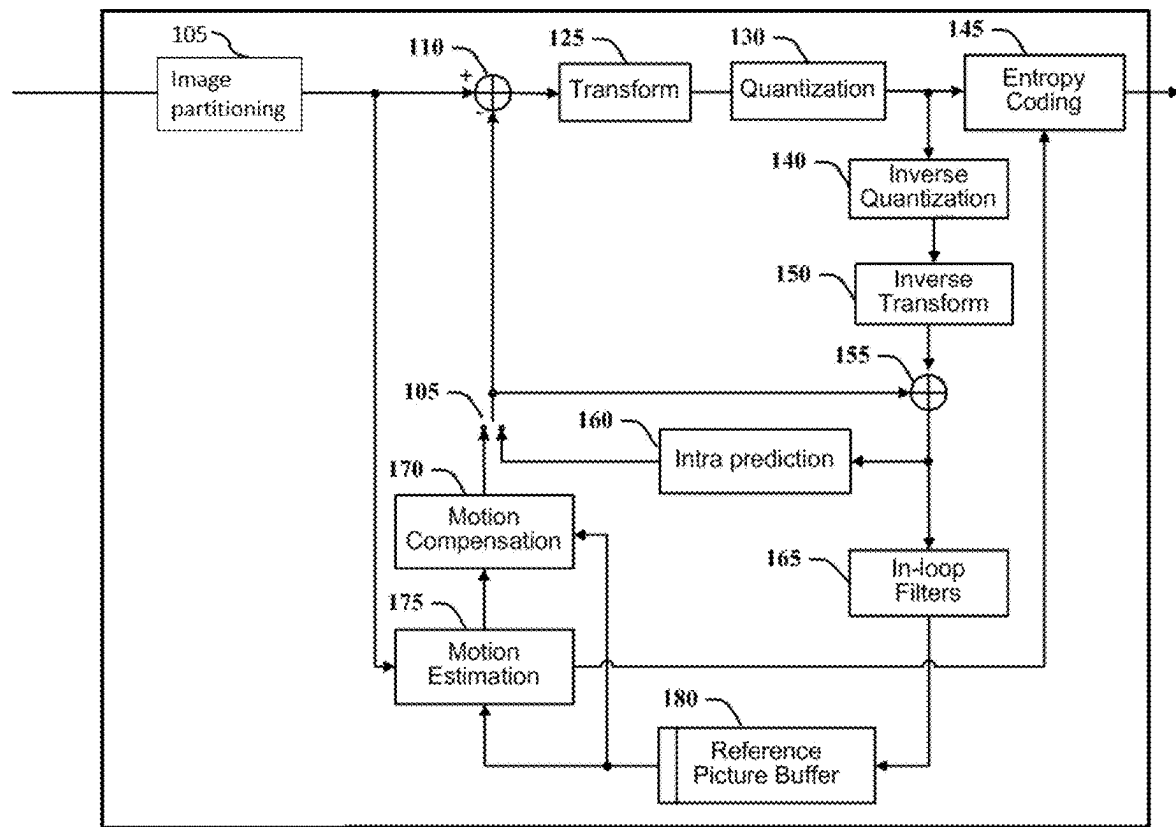 105
Image
partitioning
110
+
-
125
Transform
130
Quantization
145
Entropy
Coding
140
Inverse
Quantization
150
Inverse
Transform
155
105
160
Intra prediction
170
Motion
Compensation
165
In-loop
Filters
175
Motion
Estimation
180
Reference
Picture Buffer